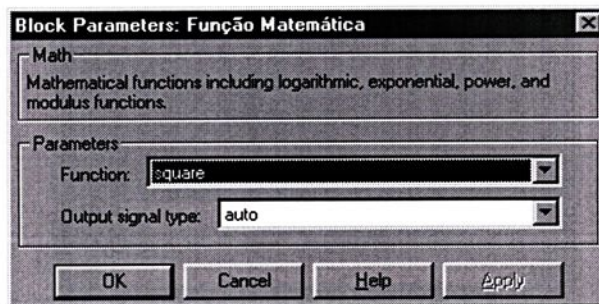 Block Parameters: Função Matemática
Math
Mathematical functions including logarithmic, exponential, power, and
modulus functions.
Parameters
Function: square
Output signal type: auto
OK Cancel Help Apply